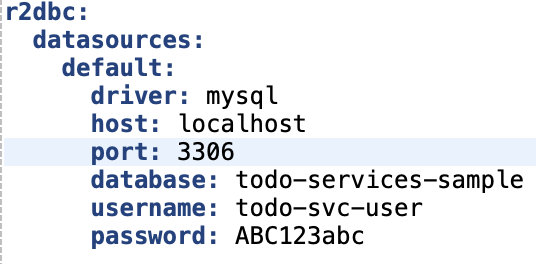 r2dbc:
  datasources:
    default:
      driver: mysql
      host: localhost
      port: 3306
      database: todo-services-sample
      username: todo-svc-user
      password: ABC123abc